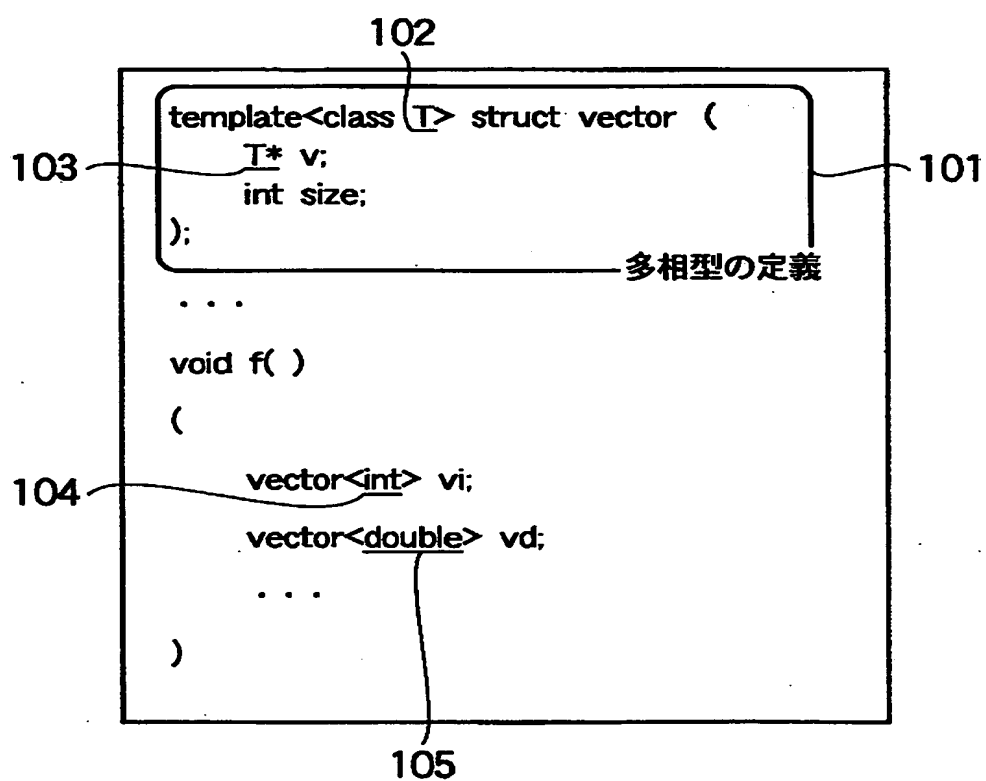 102
template<class T> struct vector (
103
T* v;
101
int size;
);
多相型の定義
. . .
void f( )
(
104
vector<int> vi;
vector<double> vd;
. . .
)
105